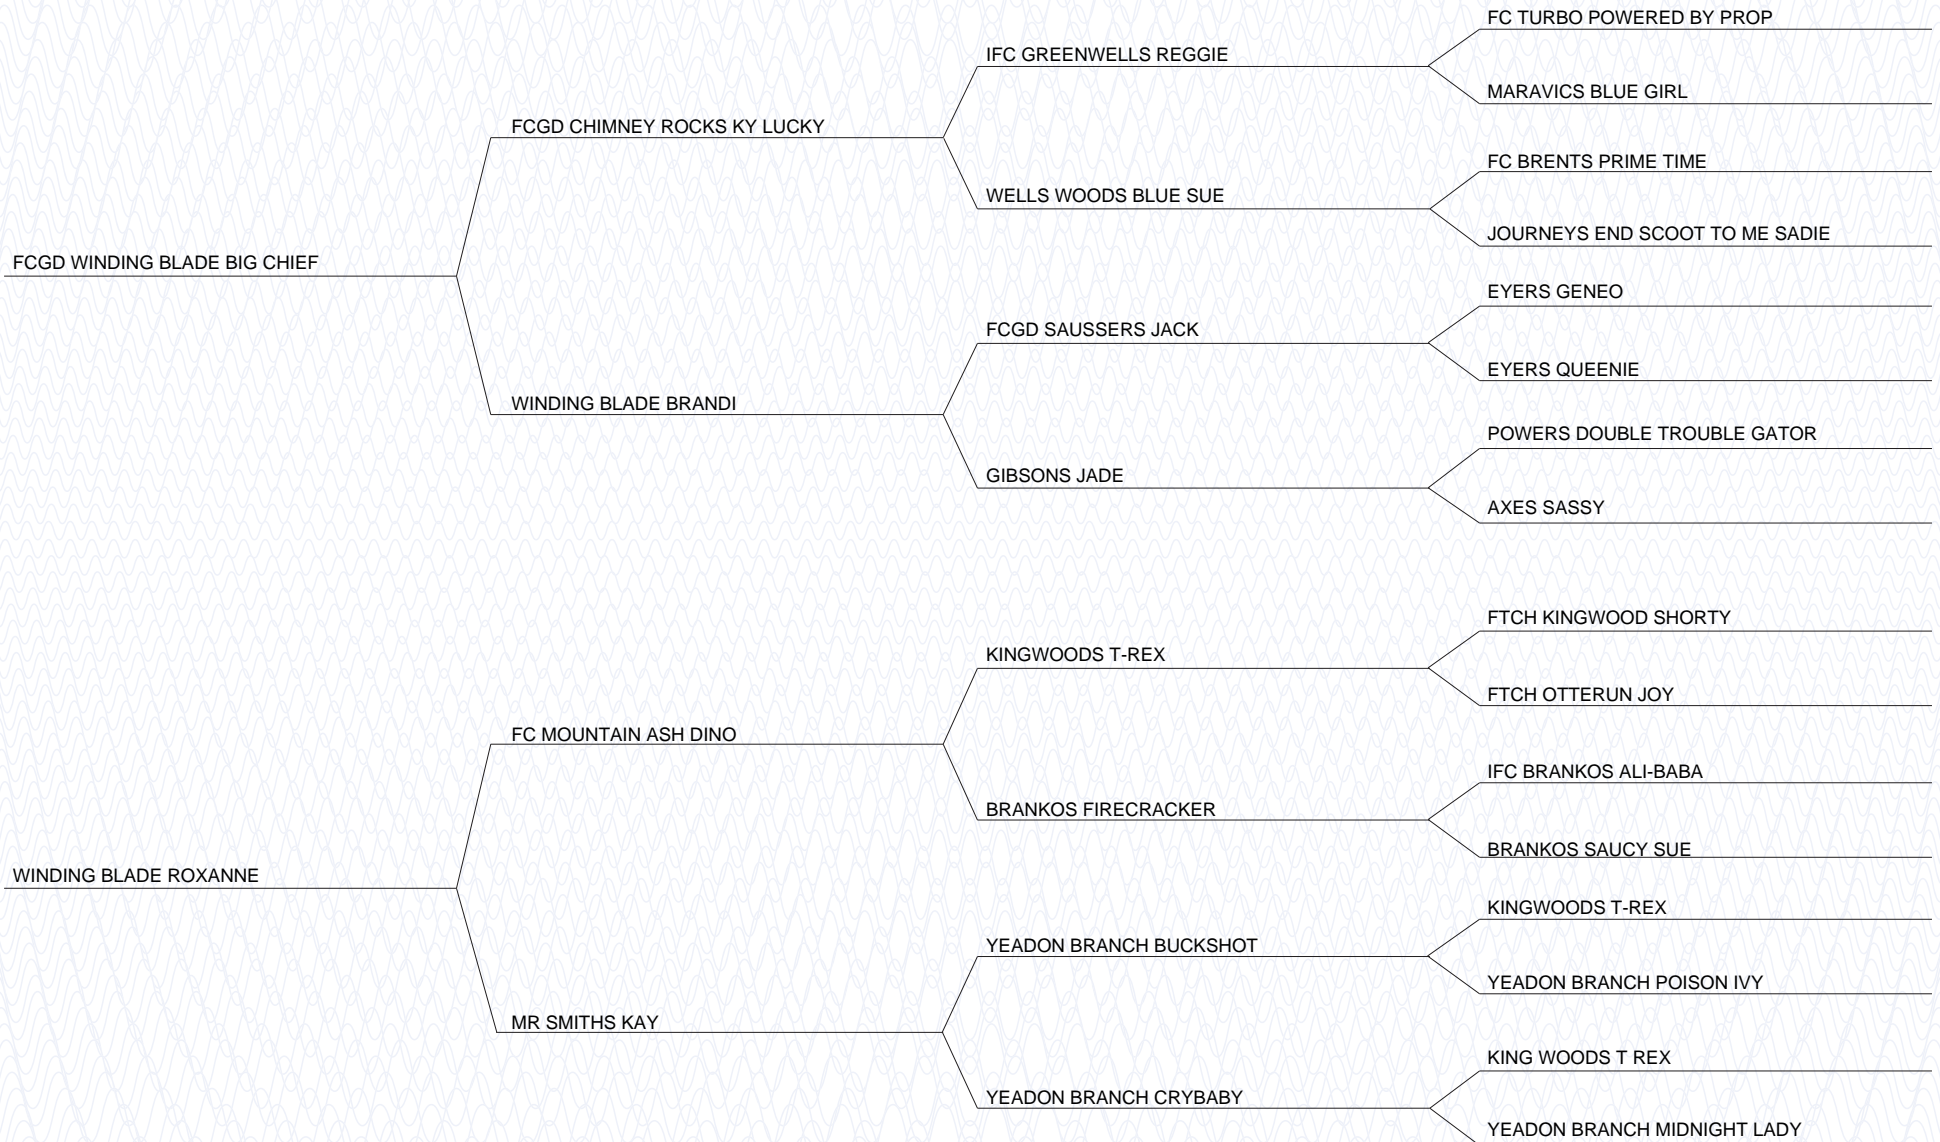 FC TURBO POWERED BY PROP
IFC GREENWELLS REGGIE
MARAVICS BLUE GIRL
FCGD CHIMNEY ROCKS KY LUCKY
FC BRENTS PRIME TIME
WELLS WOODS BLUE SUE
JOURNEYS END SCOOT TO ME SADIE
FCGD WINDING BLADE BIG CHIEF
EYERS GENEO
FCGD SAUSSERS JACK
EYERS QUEENIE
WINDING BLADE BRANDI
POWERS DOUBLE TROUBLE GATOR
GIBSONS JADE
AXES SASSY
FTCH KINGWOOD SHORTY
KINGWOODS T-REX
FTCH OTTERUN JOY
FC MOUNTAIN ASH DINO
IFC BRANKOS ALI-BABA
BRANKOS FIRECRACKER
BRANKOS SAUCY SUE
WINDING BLADE ROXANNE
KINGWOODS T-REX
YEADON BRANCH BUCKSHOT
YEADON BRANCH POISON IVY
MR SMITHS KAY
KING WOODS T REX
YEADON BRANCH CRYBABY
YEADON BRANCH MIDNIGHT LADY